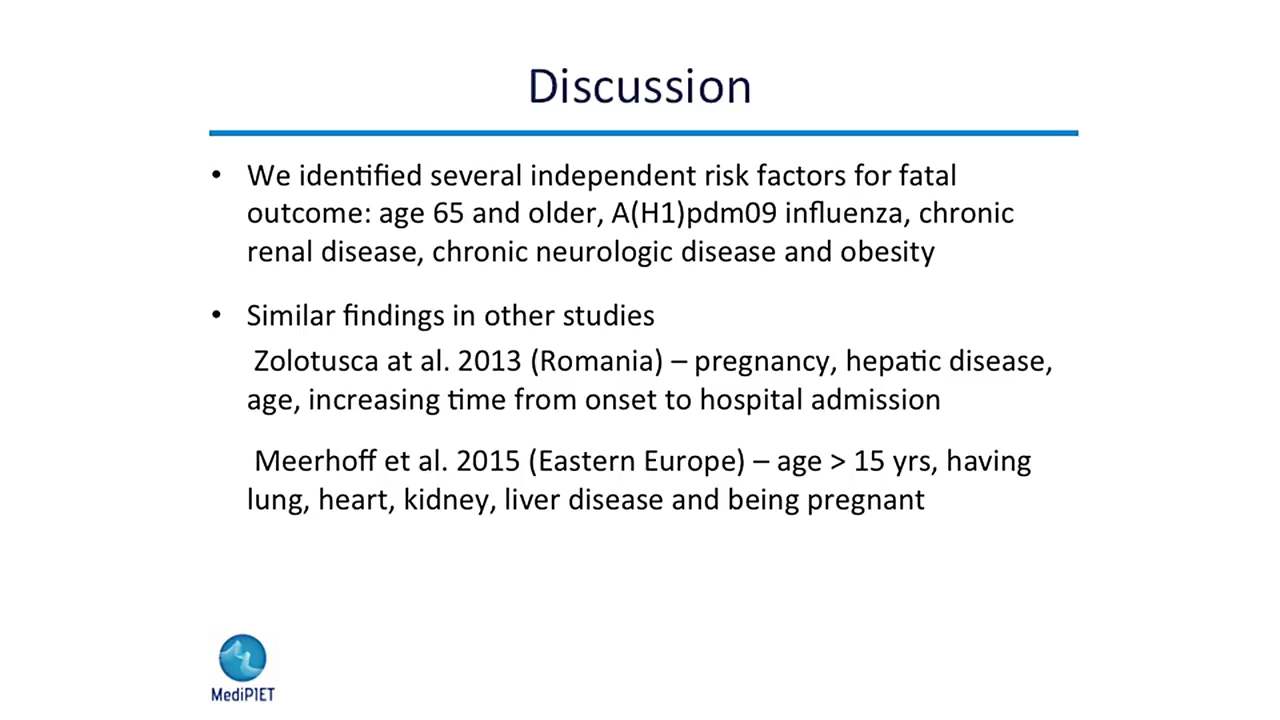 Discussion
• We identified several independent risk factors for fatal
outcome: age 65 and older, A(H1)pdm09 influenza, chronic
renal disease, chronic neurologic disease and obesity
• Similar findings in other studies
Zolotusca at al. 2013 (Romania) – pregnancy, hepatic disease,
age, increasing time from onset to hospital admission
Meerhoff et al. 2015 (Eastern Europe) – age > 15 yrs, having
lung, heart, kidney, liver disease and being pregnant
MediPIET